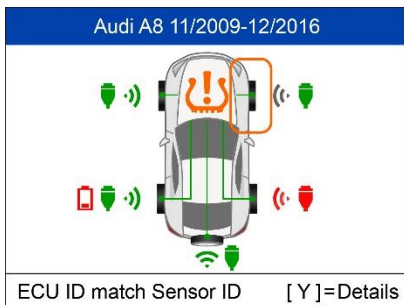 Audi A8 11/2009-12/2016
ECU ID match Sensor ID [ Y ]=Details